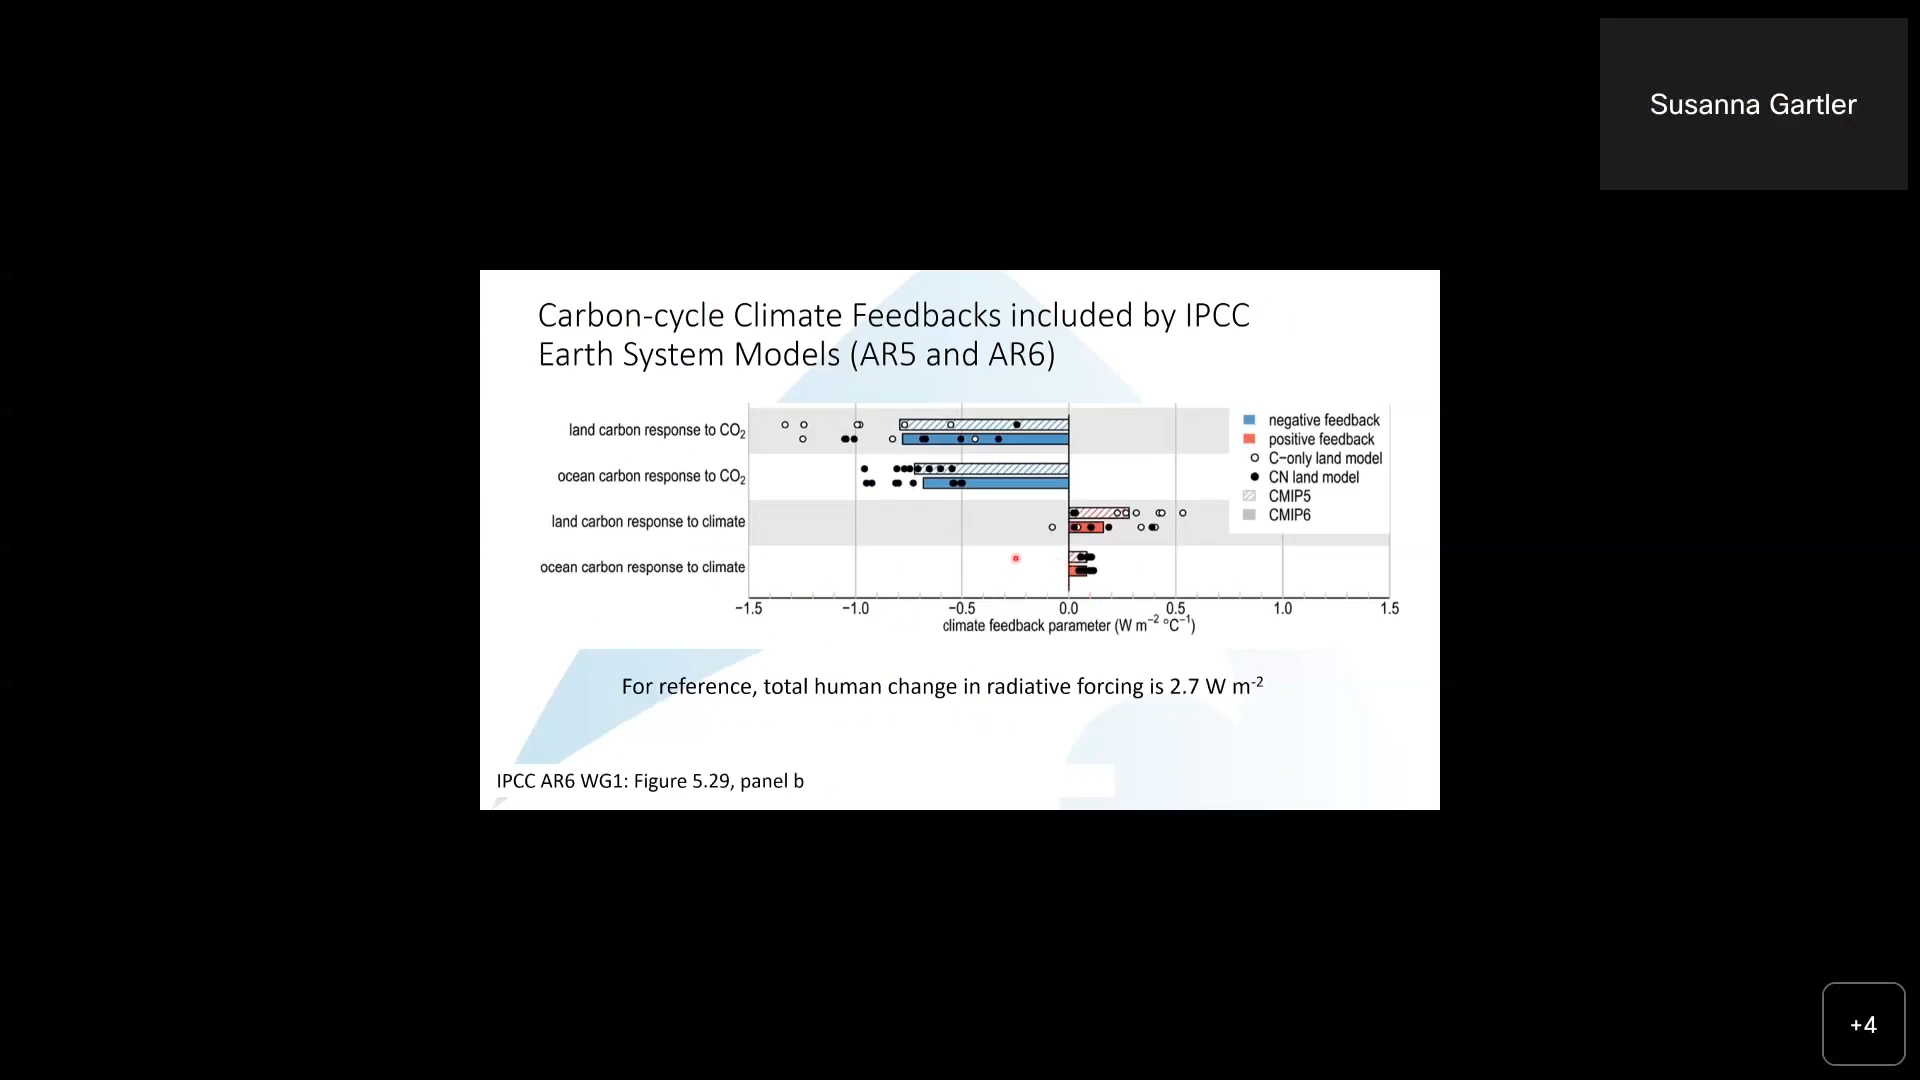 Susanna Gartler
Carbon-cycle Climate Feedbacks included by IPCC
Earth System Models (AR5 and AR6)
land carbon response to CO₂
ocean carbon response to CO₂
land carbon response to climate
ocean carbon response to climate
negative feedback
positive feedback
C−only land model
CN land model
CMIP5
CMIP6
−1.5 −1.0 −0.5 0.0 0.5 1.0 1.5
climate feedback parameter (W m⁻² °C⁻¹)
For reference, total human change in radiative forcing is 2.7 W m⁻²
IPCC AR6 WG1: Figure 5.29, panel b
+4